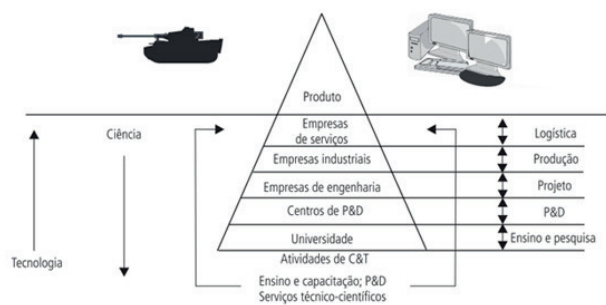 Produto
Ciência
Empresas
de serviços
Logística
Empresas industriais
Produção
Empresas de engenharia
Projeto
Centros de P&D
P&D
Universidade
Ensino e pesquisa
Tecnologia
Atividades de C&T
Ensino e capacitação; P&D
Serviços técnico-científicos